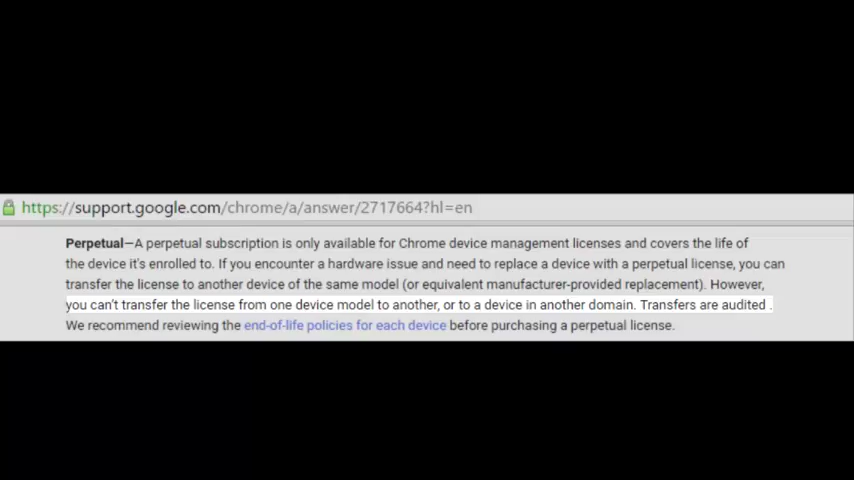 https://support.google.com/chrome/a/answer/2717664?hl=en
Perpetual—A perpetual subscription is only available for Chrome device management licenses and covers the life of
the device it's enrolled to. If you encounter a hardware issue and need to replace a device with a perpetual license, you can
transfer the license to another device of the same model (or equivalent manufacturer-provided replacement). However,
you can't transfer the license from one device model to another, or to a device in another domain. Transfers are audited .
We recommend reviewing the end-of-life policies for each device before purchasing a perpetual license.